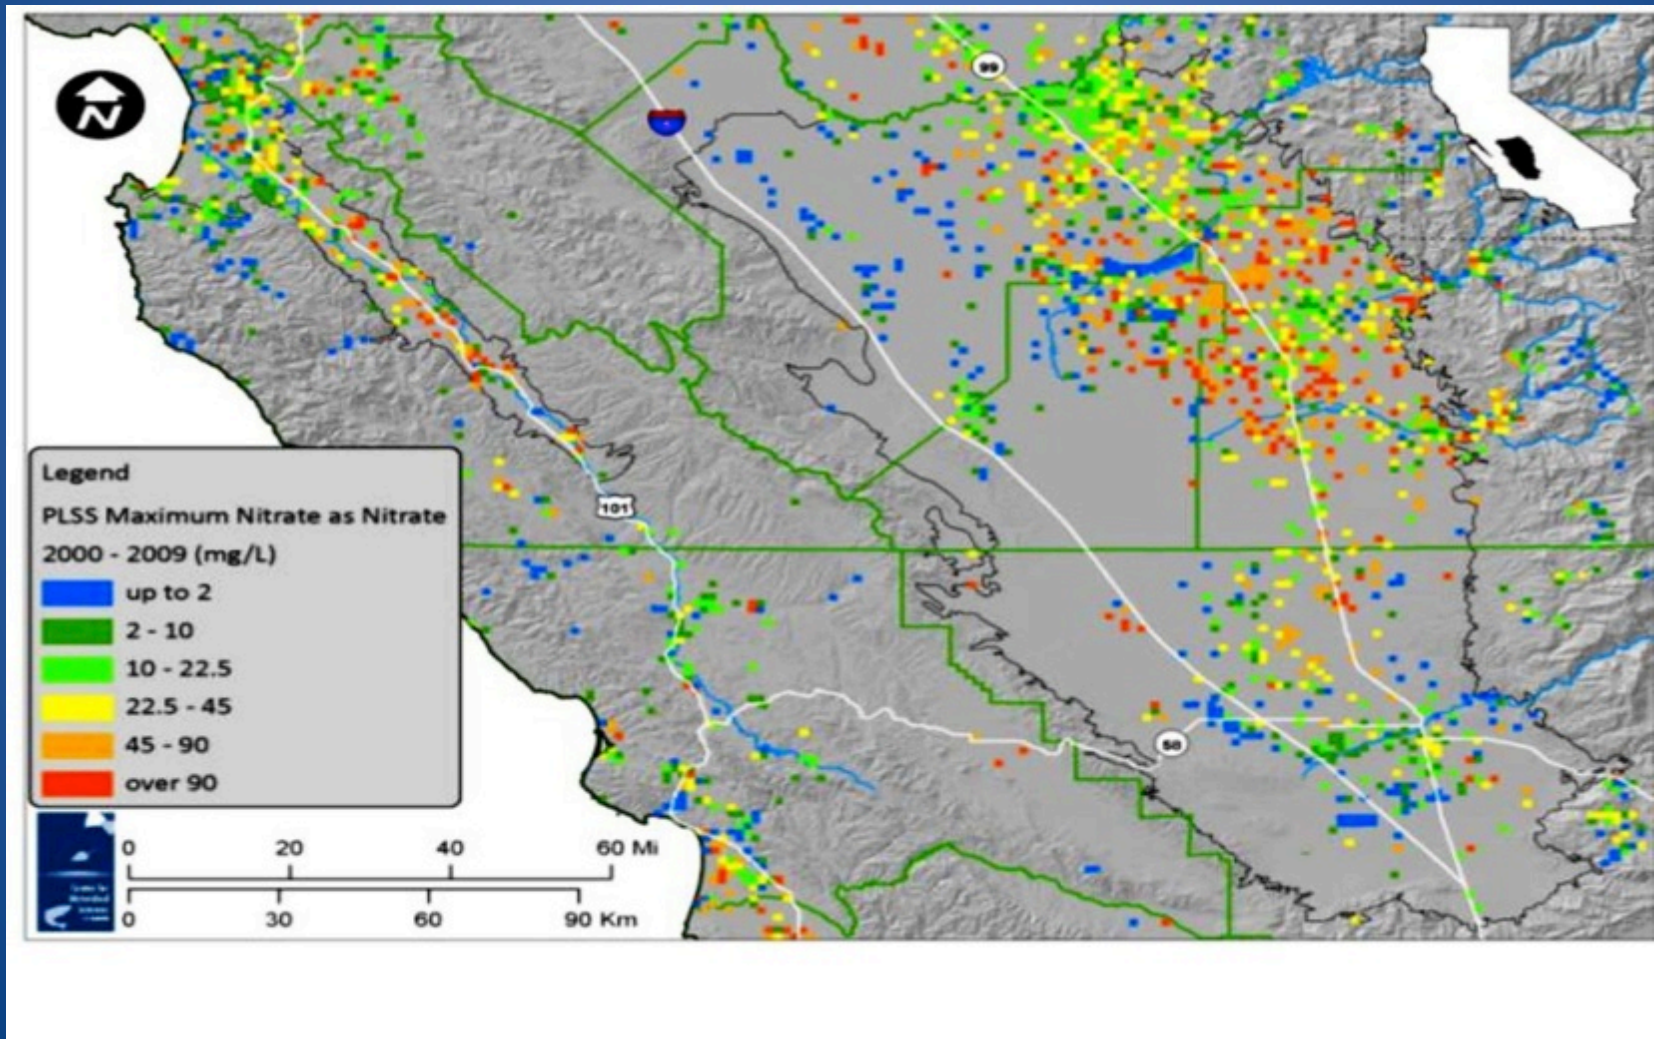 N
99
101
58
Legend
PLSS Maximum Nitrate as Nitrate
2000 - 2009 (mg/L)
up to 2
2 - 10
10 - 22.5
22.5 - 45
45 - 90
over 90
0 20 40 60 Mi
0 30 60 90 Km